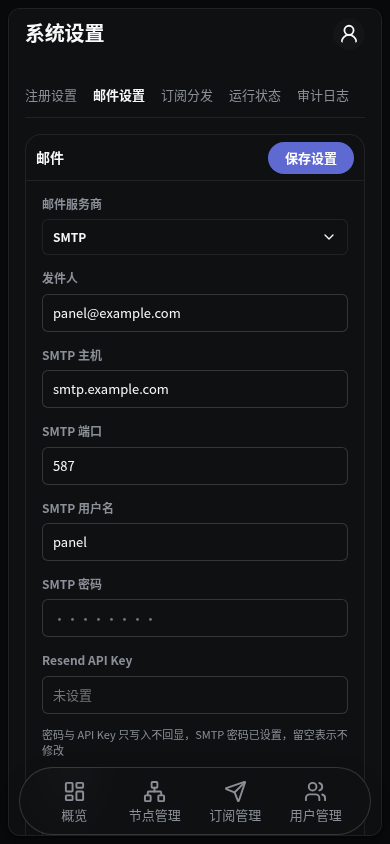 系统设置
注册设置 邮件设置 订阅分发 运行状态 审计日志
邮件 保存设置
邮件服务商
SMTP
发件人
panel@example.com
SMTP 主机
smtp.example.com
SMTP 端口
587
SMTP 用户名
panel
SMTP 密码
········
Resend API Key
未设置
密码与 API Key 只写入不回显，SMTP 密码已设置，留空表示不
修改
概览 节点管理 订阅管理 用户管理